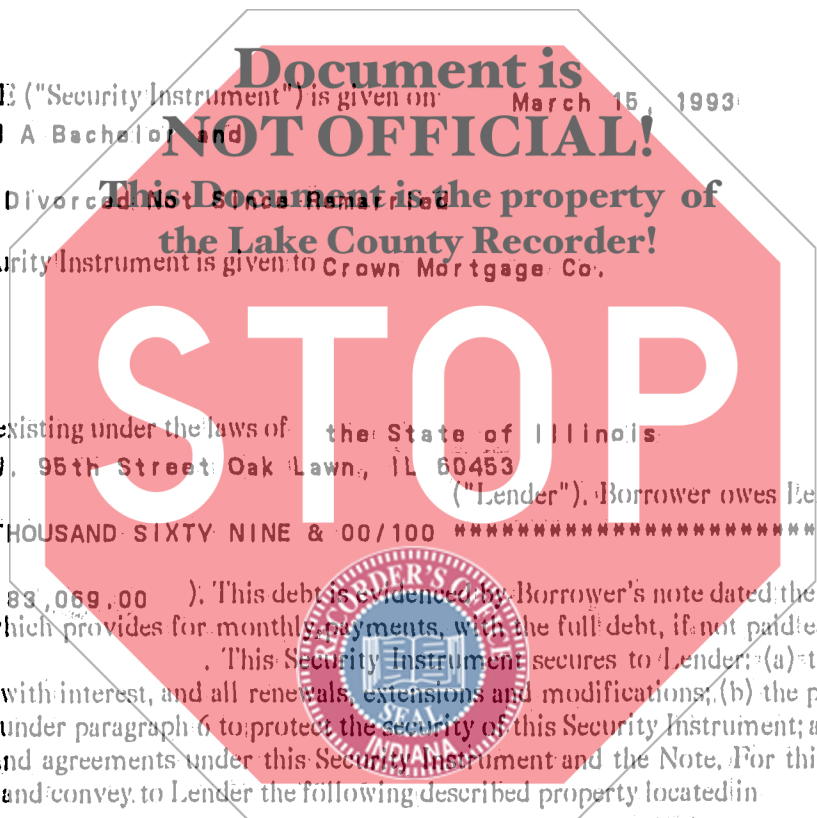 Document is
E ("Security Instrument") is given on March 15, 1993
A Bachelor and
NOT OFFICIAL!
Divorced Not Since Remarried
This Document is the property of
the Lake County Recorder!
urity Instrument is given to Crown Mortgage Co.
STOP
existing under the laws of the State of Illinois
. 95th Street Oak Lawn, IL 60453
("Lender"). Borrower owes Le
THOUSAND SIXTY NINE & 00/100 *************************
83,069.00 ). This debt is evidenced by Borrower's note dated the
hich provides for monthly payments, with the full debt, if not paid e
. This Security Instrument secures to Lender: (a) t
with interest, and all renewals, extensions and modifications; (b) the p
under paragraph 6 to protect the security of this Security Instrument; a
nd agreements under this Security Instrument and the Note. For thi
and convey to Lender the following described property located in
RECORDER'S OFFICE
SEAL
INDIANA